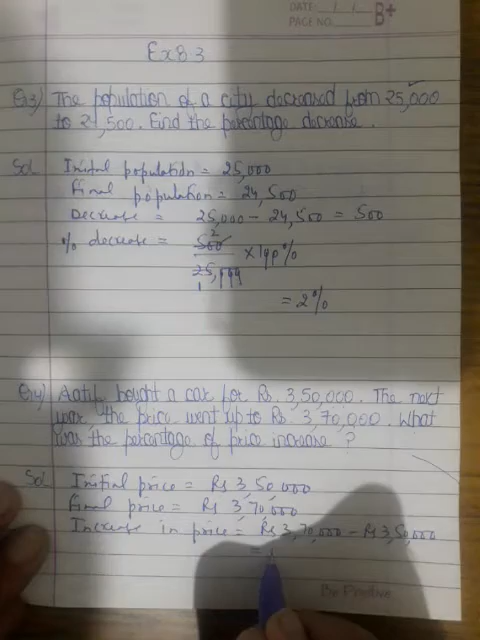 DATE / /
PAGE NO.
B+
Ex 8.3
Q3) The population of a city decreased from 25,000
to 24,500. Find the percentage decrease.
Sol Initial population = 25,000
Final population = 24,500
Decrease = 25,000 - 24,500 = 500
% decrease = 500/25,000 × 100%
2
1
= 2%
Q4) Aatif bought a car for Rs. 3,50,000. The next
year, the price went up to Rs 3,70,000. What
was the percentage of price increase?
Sol Initial price = Rs 3,50,000
Final price = Rs 3,70,000
Increase in price = Rs 3,70,000 - Rs 3,50,000
=
Be Positive